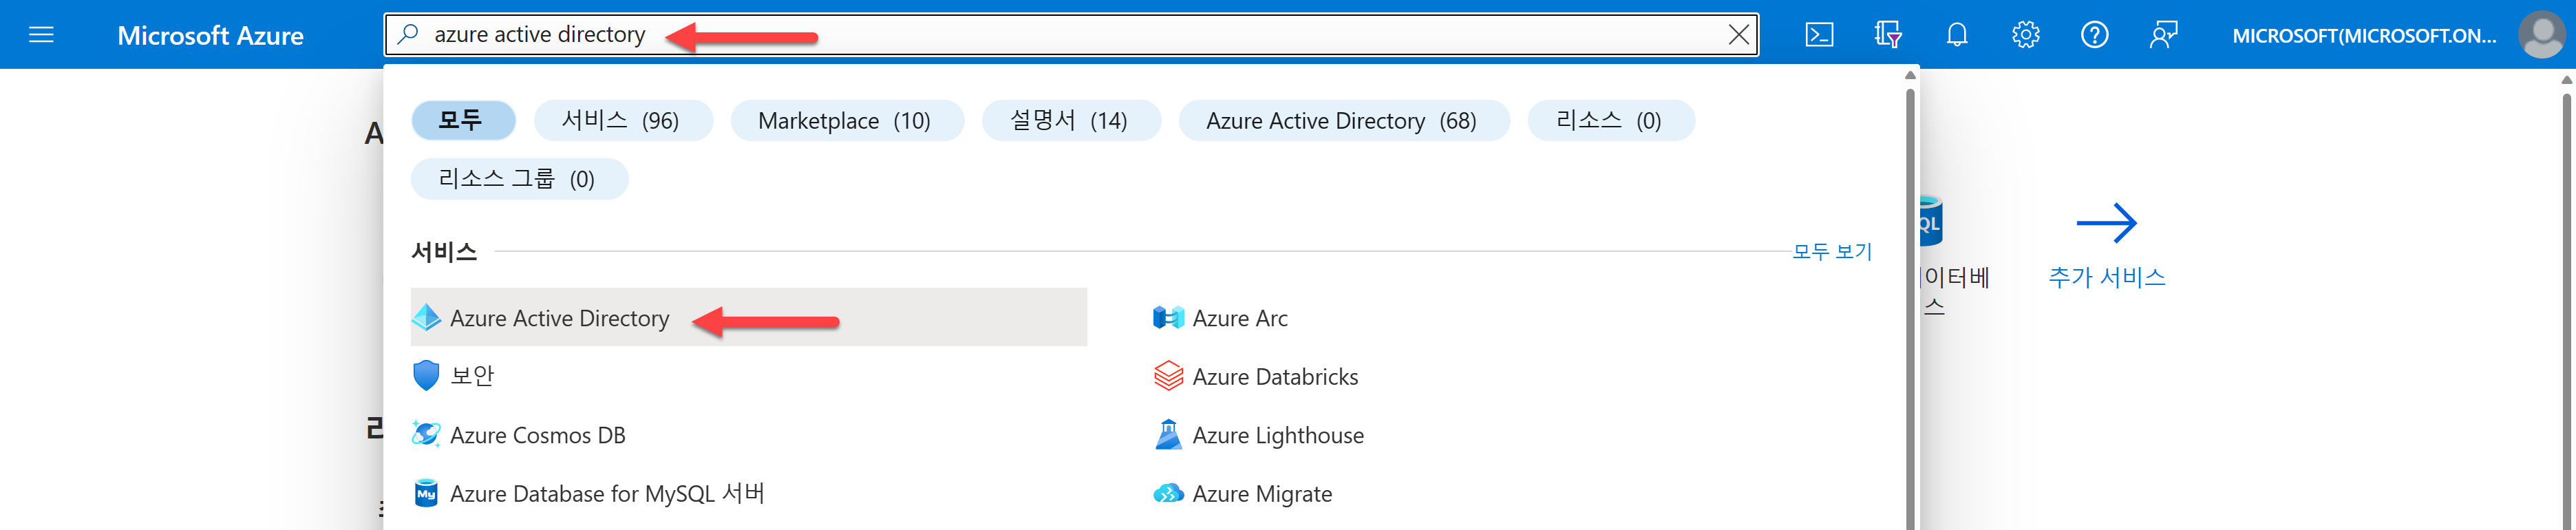 Microsoft Azure
azure active directory
MICROSOFT(MICROSOFT.ON...
모두
서비스 (96)
Marketplace (10)
설명서 (14)
Azure Active Directory (68)
리소스 (0)
리소스 그룹 (0)
서비스
모두 보기
Azure Active Directory
Azure Arc
보안
Azure Databricks
Azure Cosmos DB
Azure Lighthouse
My
Azure Database for MySQL 서버
Azure Migrate
QL
이터베
스
추가 서비스